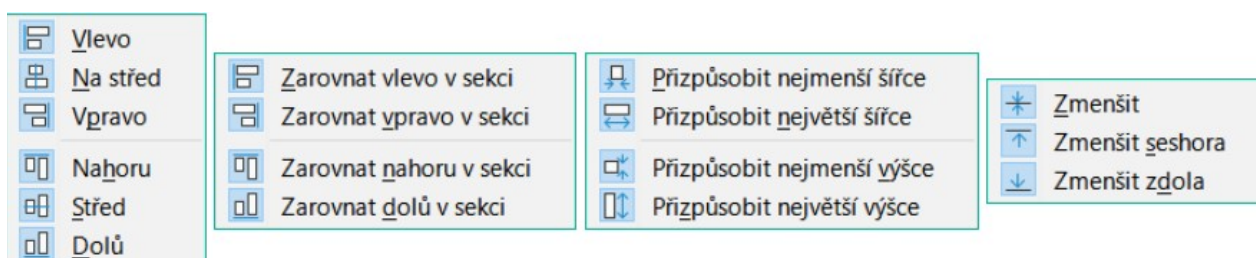 Vlevo
Na střed
Vpravo
Nahoru
Střed
Dolů
Zarovnat vlevo v sekci
Zarovnat vpravo v sekci
Zarovnat nahoru v sekci
Zarovnat dolů v sekci
Přizpůsobit nejmenší šířce
Přizpůsobit největší šířce
Přizpůsobit nejmenší výšce
Přizpůsobit největší výšce
Zmenšit
Zmenšit seshora
Zmenšit zdola